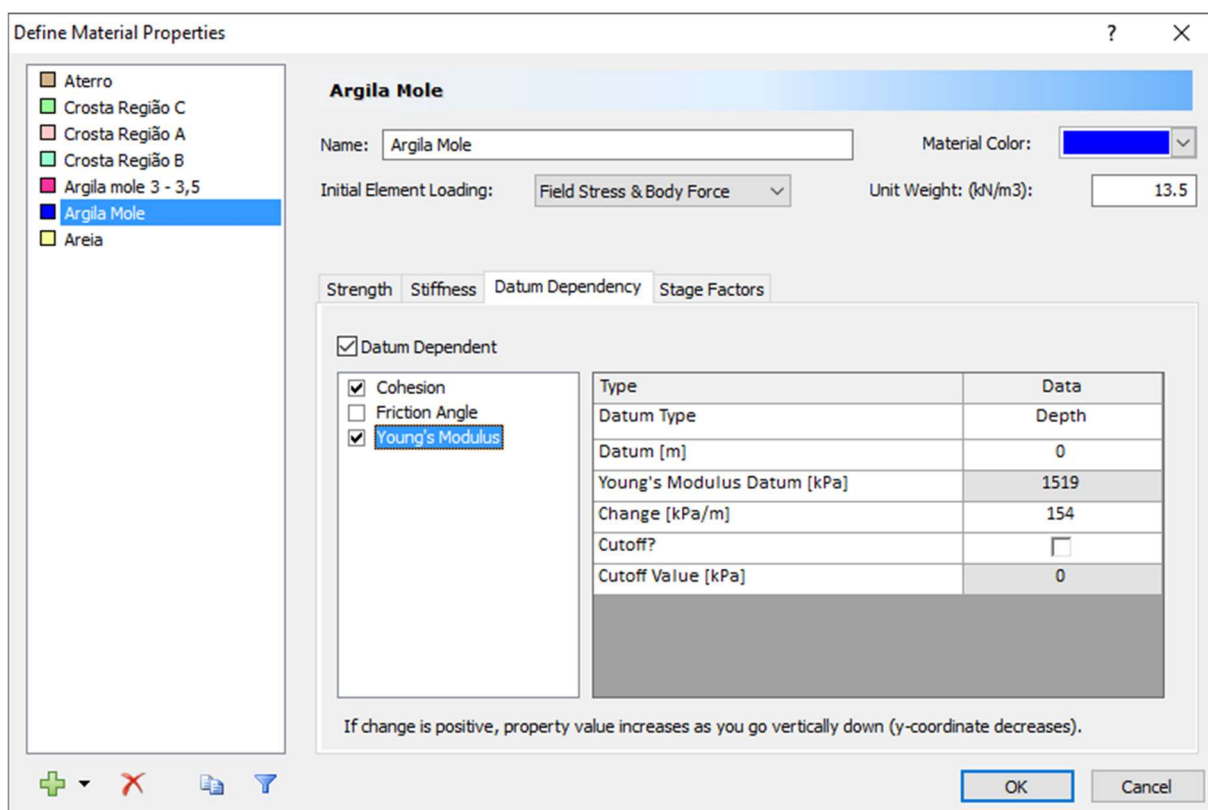 Define Material Properties
?
Aterro
Crosta Região C
Crosta Região A
Crosta Região B
Argila mole 3 - 3,5
Argila Mole
Areia
Argila Mole
Name: Argila Mole
Material Color:
Initial Element Loading: Field Stress & Body Force
Unit Weight: (kN/m3): 13.5
Strength Stiffness Datum Dependency Stage Factors
Datum Dependent
Cohesion
Friction Angle
Young's Modulus
Type Data
Datum Type Depth
Datum [m] 0
Young's Modulus Datum [kPa] 1519
Change [kPa/m] 154
Cutoff?
Cutoff Value [kPa] 0
If change is positive, property value increases as you go vertically down (y-coordinate decreases).
OK Cancel